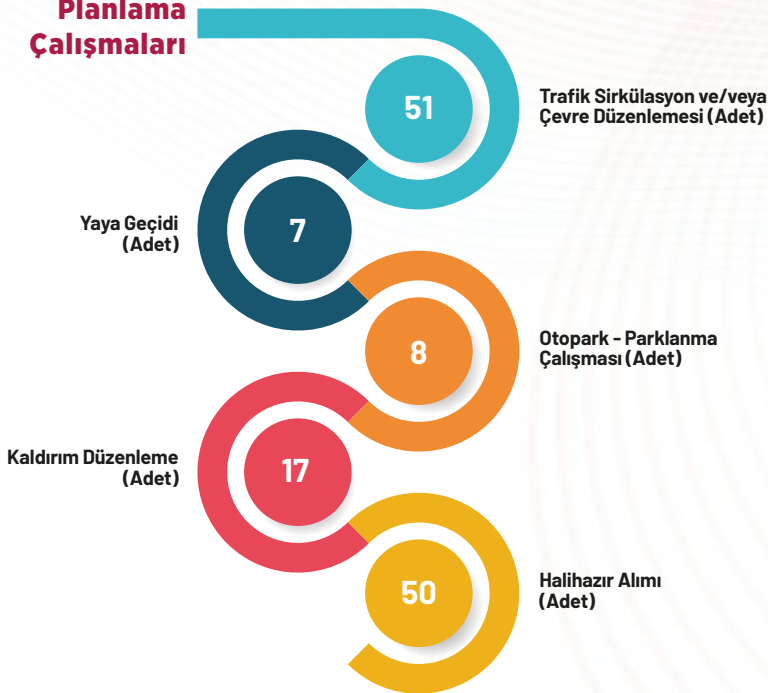 Planlama
Çalışmaları
51
Trafik Sirkülasyon ve/veya
Çevre Düzenlemesi (Adet)
Yaya Geçidi
(Adet)
7
8
Otopark - Parklanma
Çalışması (Adet)
Kaldırım Düzenleme
(Adet)
17
50
Halihazır Alımı
(Adet)